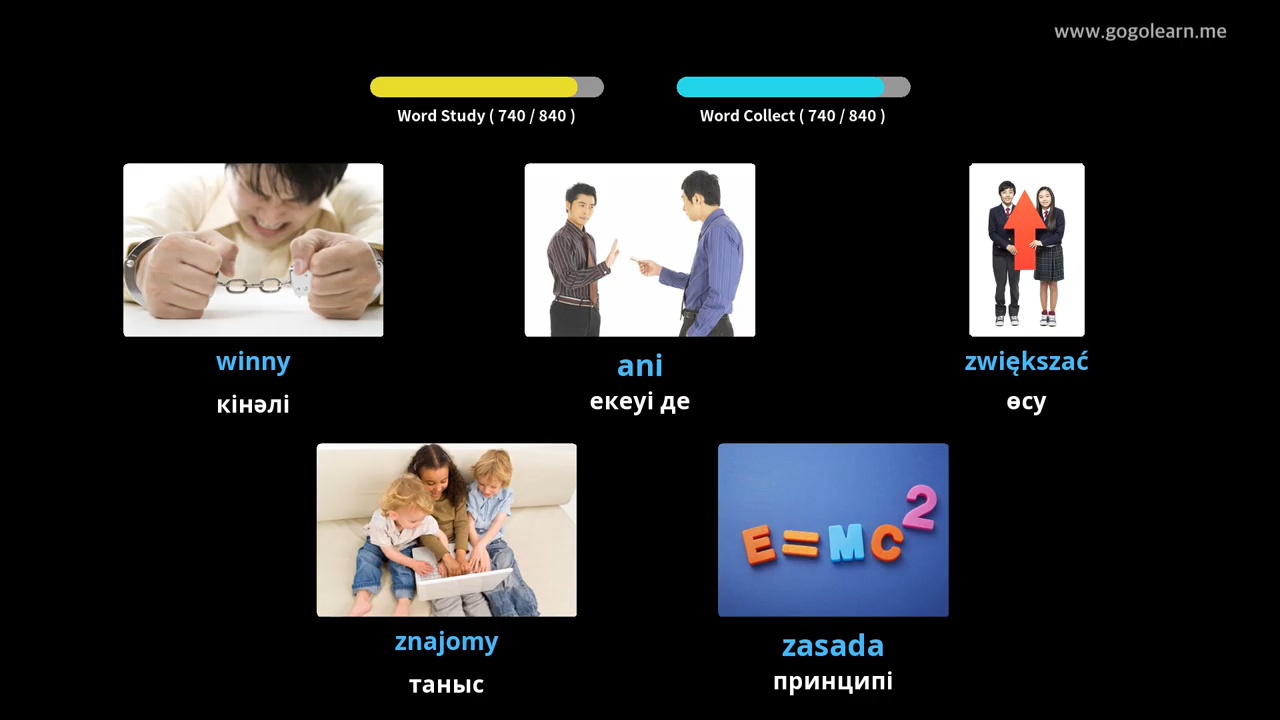 www.gogolearn.me
Word Study ( 740 / 840 )
Word Collect ( 740 / 840 )
winny
кінәлі
ani
екеуі де
zwiększać
өсу
E=MC²
znajomy
таныс
zasada
принципі